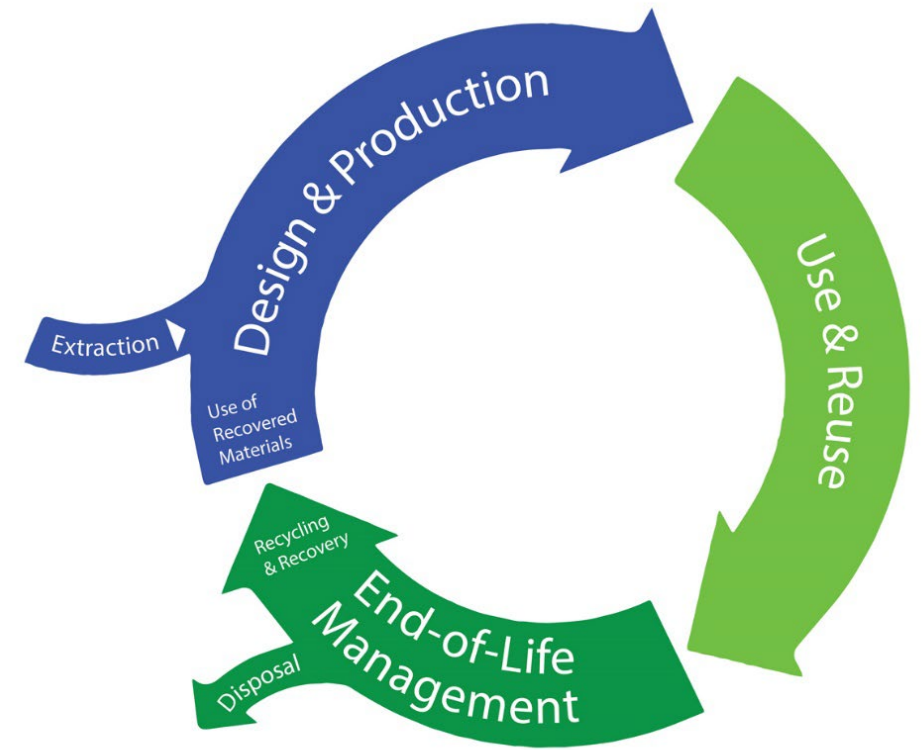 Extraction
Use of
Recovered
Materials
Design & Production
Use & Reuse
End-of-Life
Management
Recycling
& Recovery
Disposal